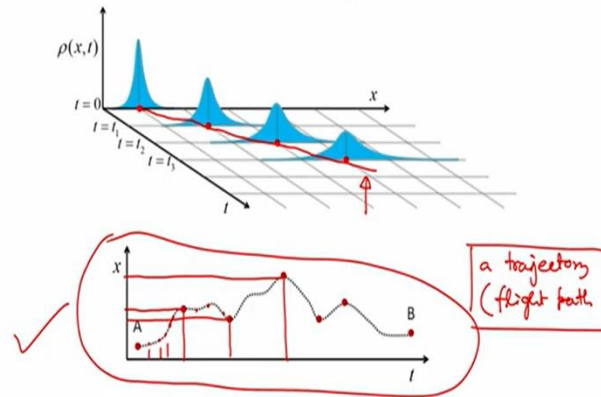 ρ(x,t)
x
t=0
t=t₁
t=t₂
t=t₃
t
x
A
B
t
a trajectory
(flight path